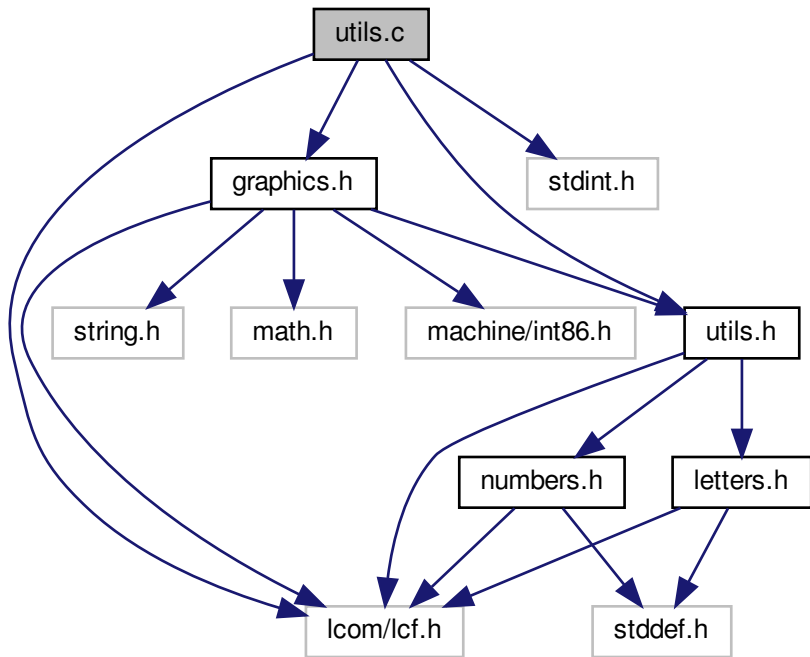 utils.c
graphics.h
stdint.h
string.h
math.h
machine/int86.h
utils.h
numbers.h
letters.h
lcom/lcf.h
stddef.h